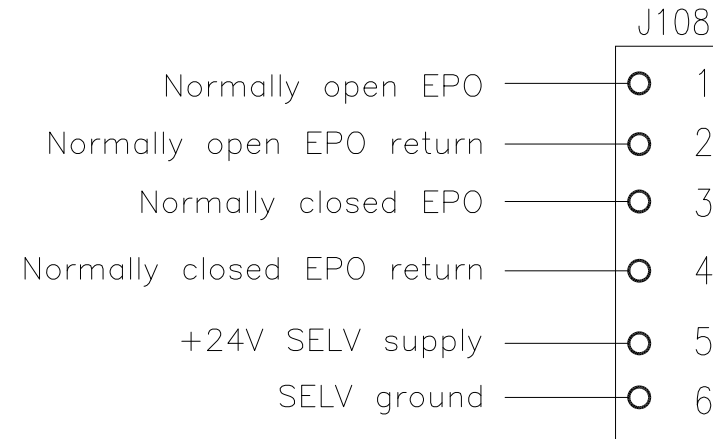 J108
Normally open EPO 1
Normally open EPO return 2
Normally closed EPO 3
Normally closed EPO return 4
+24V SELV supply 5
SELV ground 6